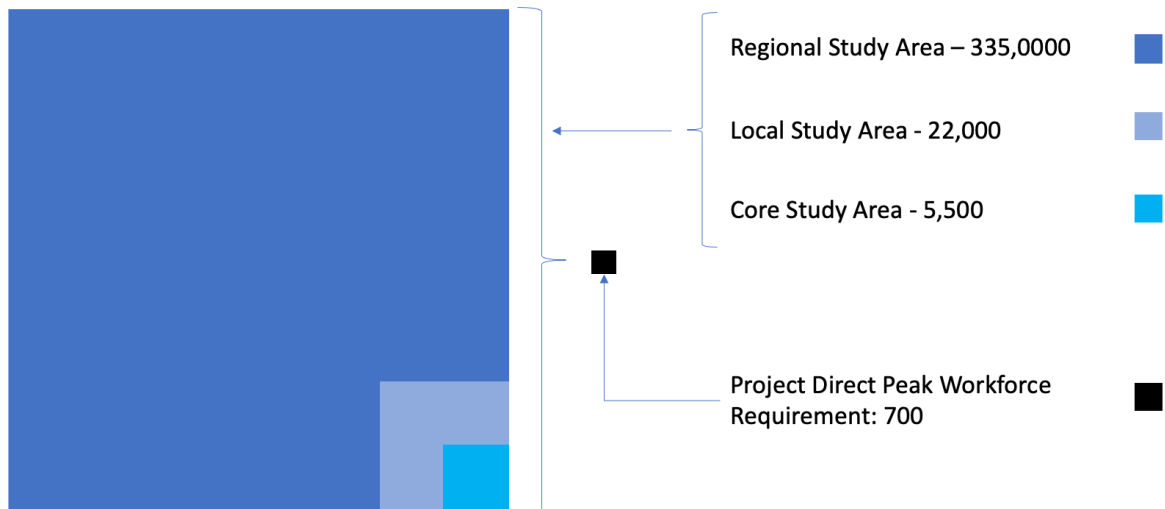 Regional Study Area – 335,0000
Local Study Area - 22,000
Core Study Area - 5,500
Project Direct Peak Workforce
Requirement: 700